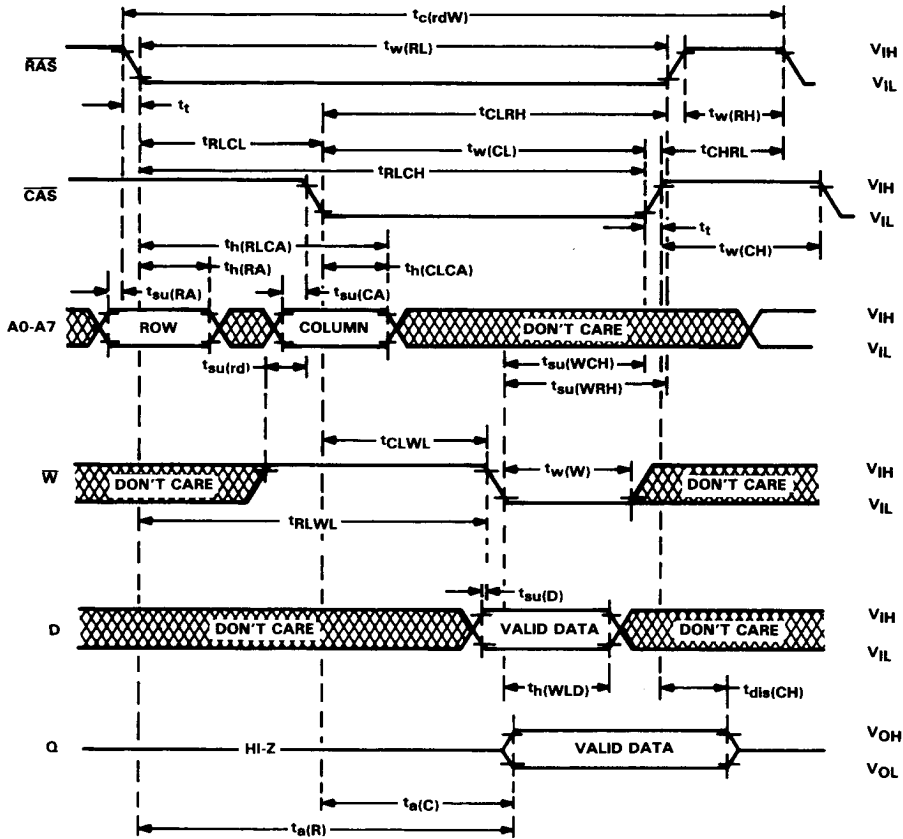 tc(rdW)
RAS
tw(RL)
VIH
VIL
tt
tCLRH
tw(RH)
tRLCL
tw(CL)
tCHRL
tRLCH
CAS
VIH
VIL
th(RLCA)
tt
tw(CH)
th(RA)
th(CLCA)
tsu(RA)
tsu(CA)
A0-A7
ROW
COLUMN
DON'T CARE
VIH
VIL
tsu(rd)
tsu(WCH)
tsu(WRH)
tCLWL
W
DON'T CARE
tw(W)
DON'T CARE
VIH
VIL
tRLWL
tsu(D)
D
DON'T CARE
VALID DATA
DON'T CARE
VIH
VIL
th(WLD)
tdis(CH)
Q
HI-Z
VALID DATA
VOH
VOL
ta(C)
ta(R)